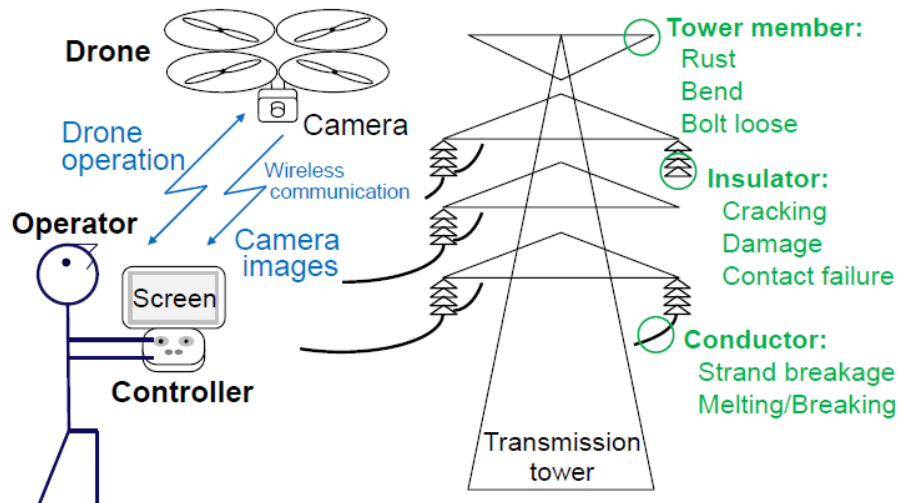 Drone
Camera
Drone
operation
Wireless
communication
Camera
images
Operator
Screen
Controller
Tower member:
Rust
Bend
Bolt loose
Insulator:
Cracking
Damage
Contact failure
Conductor:
Strand breakage
Melting/Breaking
Transmission
tower